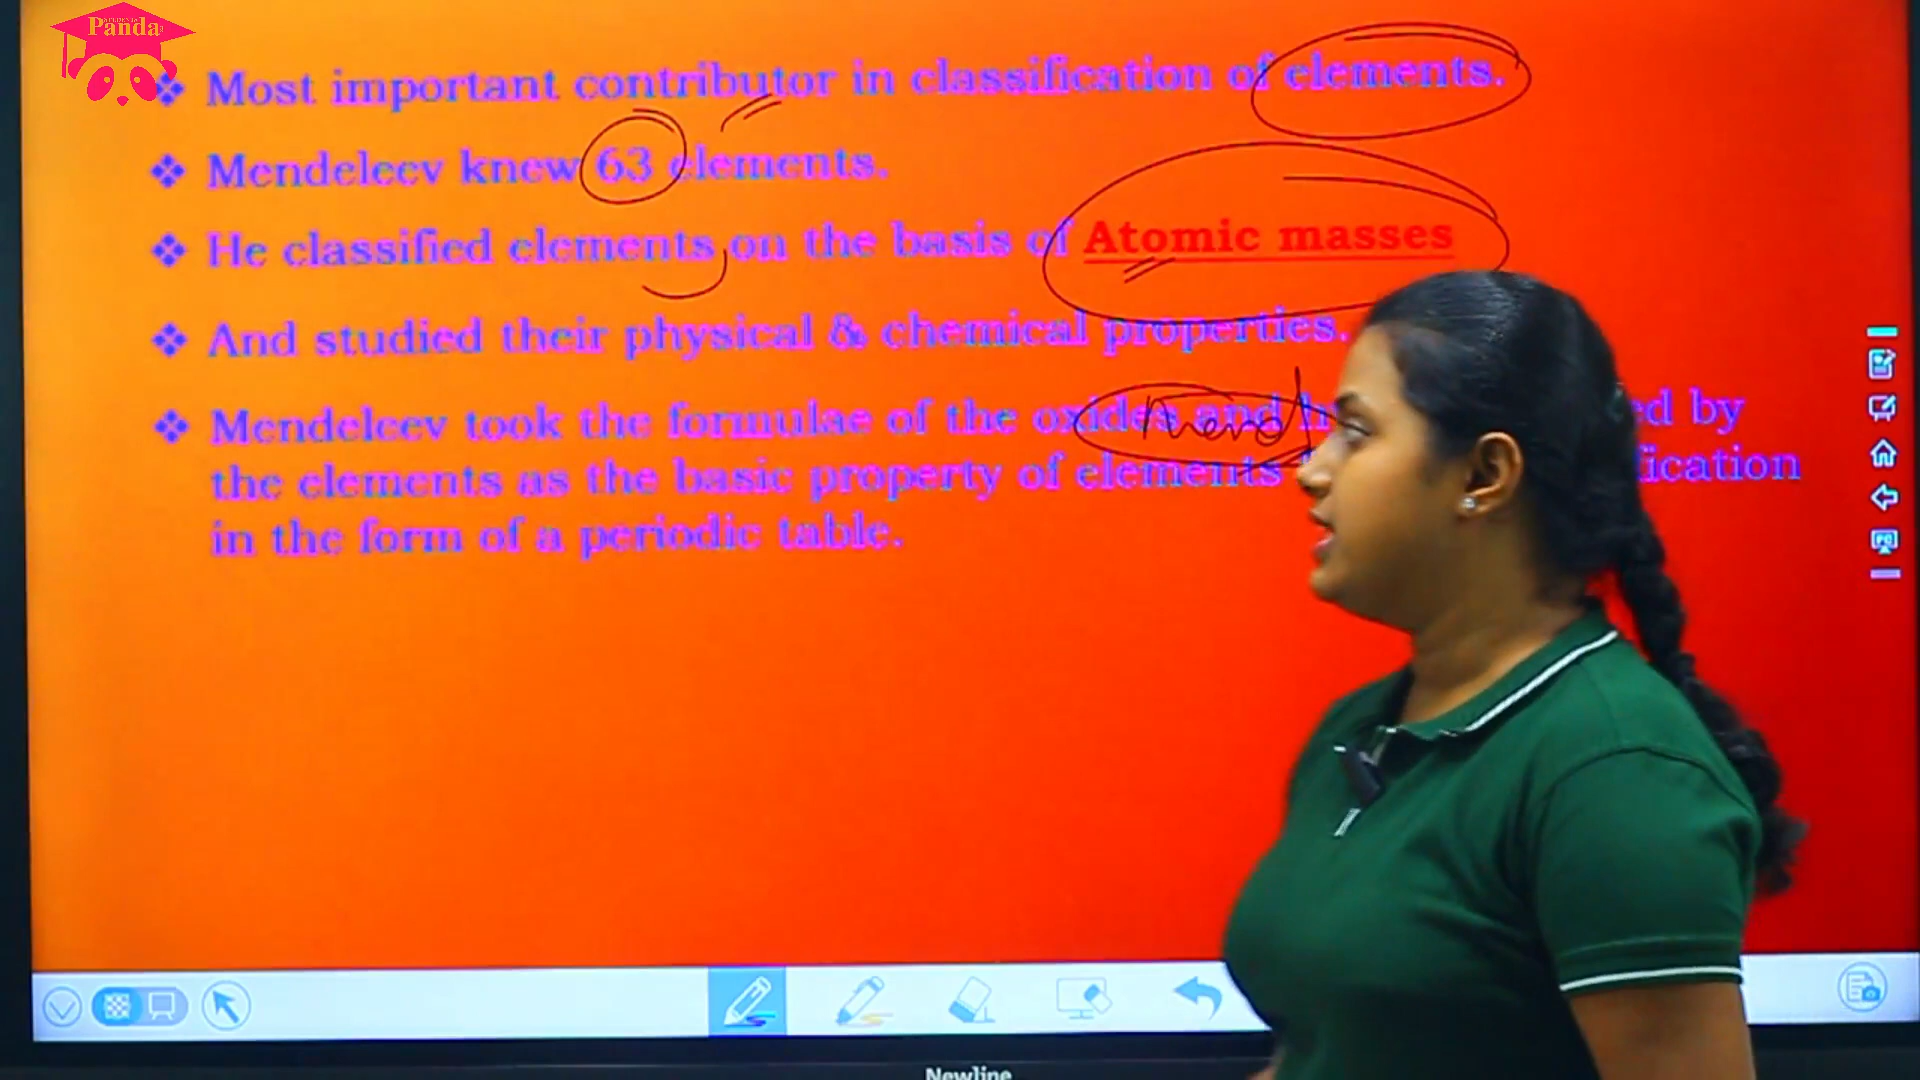 Panda
Most important contributor in classification of elements.
Mendeleev knew 63 elements.
He classified elements on the basis of Atomic masses
And studied their physical & chemical properties.
Mendeleev took the formulae of the oxides and ed by
the elements as the basic property of elements fication
in the form of a periodic table.
Newline